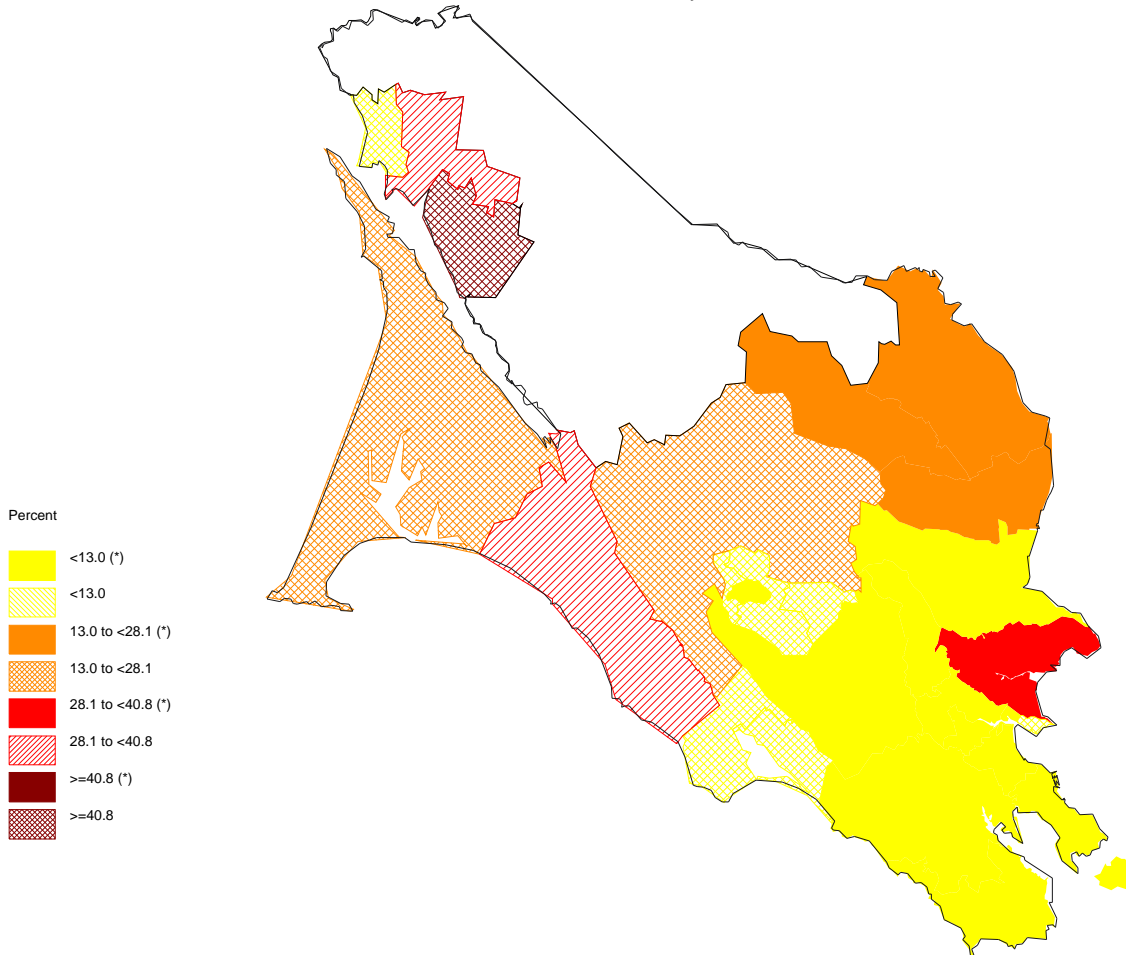 Percent
<13.0 (*)
<13.0
13.0 to <28.1 (*)
13.0 to <28.1
28.1 to <40.8 (*)
28.1 to <40.8
>=40.8 (*)
>=40.8